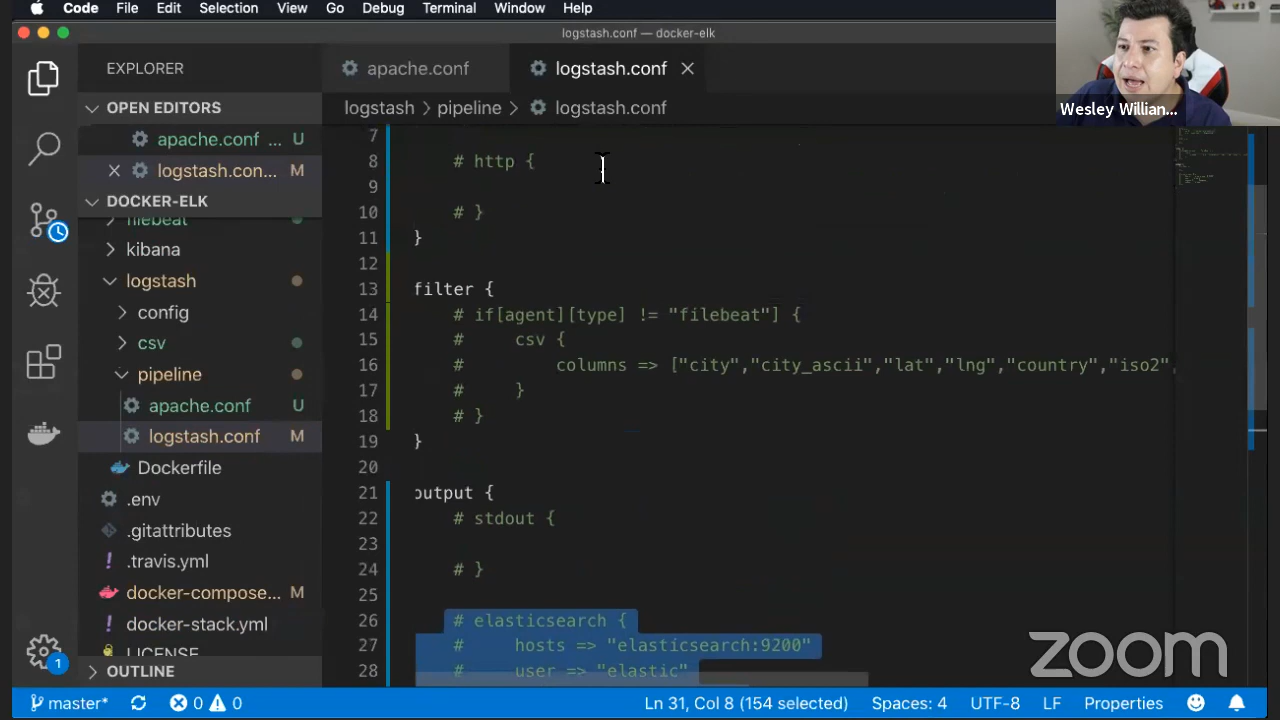 Code File Edit Selection View Go Debug Terminal Window Help
logstash.conf — docker-elk
Wesley Willian...
EXPLORER
apache.conf
logstash.conf
OPEN EDITORS
logstash > pipeline > logstash.conf
apache.conf ... U
logstash.con... M
DOCKER-ELK
filebeat
kibana
logstash
config
csv
pipeline
apache.conf U
logstash.conf M
Dockerfile
.env
.gitattributes
.travis.yml
docker-compose... M
docker-stack.yml
LICENSE
OUTLINE
7
8 # http {
9
10 # }
11 }
12
13 filter {
14 # if[agent][type] != "filebeat"] {
15 # csv {
16 # columns => ["city","city_ascii","lat","lng","country","iso2",
17 # }
18 # }
19 }
20
21 output {
22 # stdout {
23
24 # }
25
26 # elasticsearch {
27 # hosts => "elasticsearch:9200"
28 # user => "elastic"
zoom
1
master* 0 0 Ln 31, Col 8 (154 selected) Spaces: 4 UTF-8 LF Properties